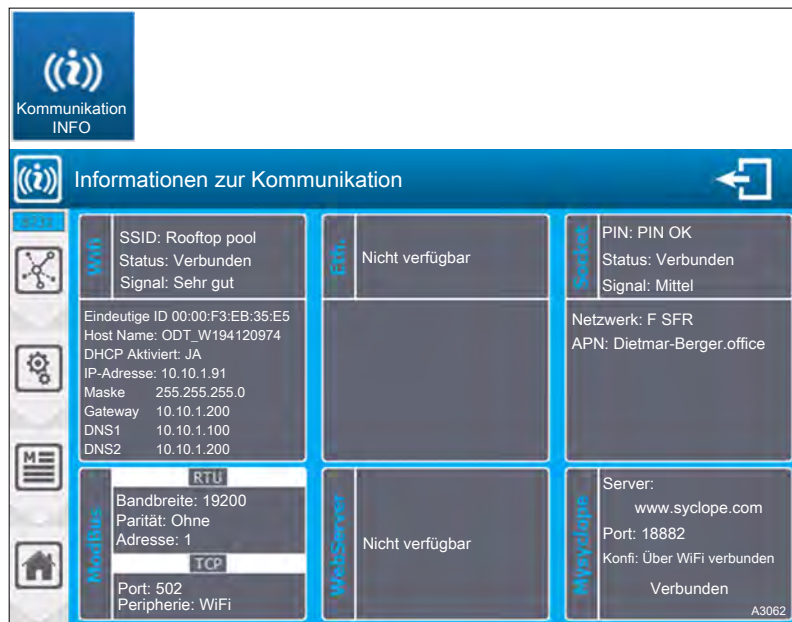 Kommunikation
INFO
Informationen zur Kommunikation
Wifi
SSID: Rooftop pool
Status: Verbunden
Signal: Sehr gut
Eindeutige ID 00:00:F3:EB:35:E5
Host Name: ODT_W194120974
DHCP Aktiviert: JA
IP-Adresse: 10.10.1.91
Maske 255.255.255.0
Gateway 10.10.1.200
DNS1 10.10.1.100
DNS2 10.10.1.200
Eth.
Nicht verfügbar
Socket
PIN: PIN OK
Status: Verbunden
Signal: Mittel
Netzwerk: F SFR
APN: Dietmar-Berger.office
ModBus
RTU
Bandbreite: 19200
Parität: Ohne
Adresse: 1
TCP
Port: 502
Peripherie: WiFi
WebServer
Nicht verfügbar
Mysyclope
Server:
www.syclope.com
Port: 18882
Konfi: Über WiFi verbunden
Verbunden
A3062
M